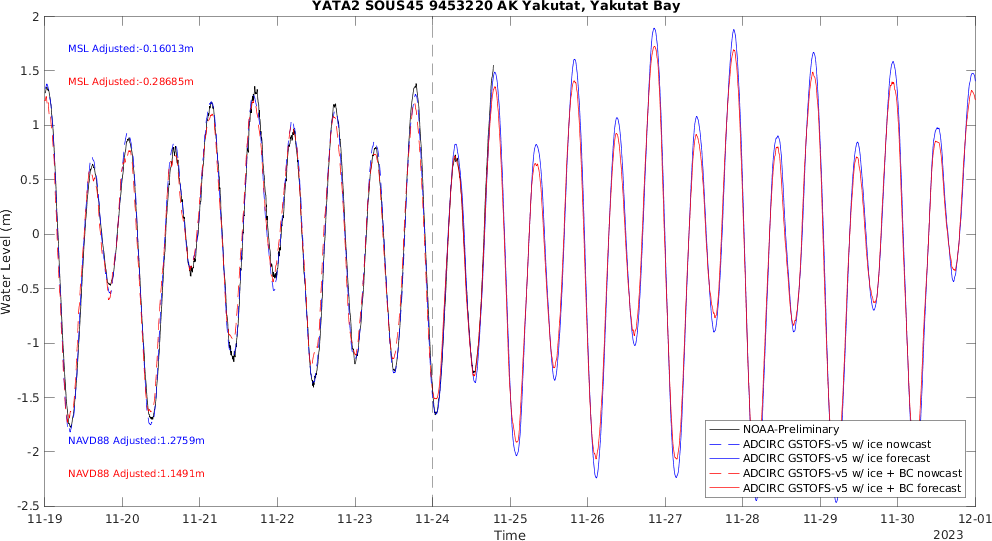 YATA2 SOUS45 9453220 AK Yakutat, Yakutat Bay
2
1.5
1
0.5
0
-0.5
-1
-1.5
-2
-2.5
Water Level (m)
MSL Adjusted:-0.16013m
MSL Adjusted:-0.28685m
NAVD88 Adjusted:1.2759m
NAVD88 Adjusted:1.1491m
NOAA-Preliminary
ADCIRC GSTOFS-v5 w/ ice nowcast
ADCIRC GSTOFS-v5 w/ ice forecast
ADCIRC GSTOFS-v5 w/ ice + BC nowcast
ADCIRC GSTOFS-v5 w/ ice + BC forecast
11-19 11-20 11-21 11-22 11-23 11-24 11-25 11-26 11-27 11-28 11-29 11-30 12-01
Time
2023